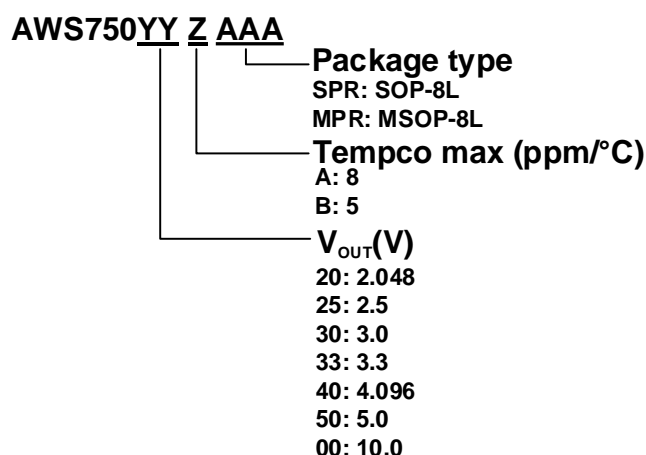 AWS750YY Z AAA
Package type
SPR: SOP-8L
MPR: MSOP-8L
Tempco max (ppm/°C)
A: 8
B: 5
VOUT(V)
20: 2.048
25: 2.5
30: 3.0
33: 3.3
40: 4.096
50: 5.0
00: 10.0